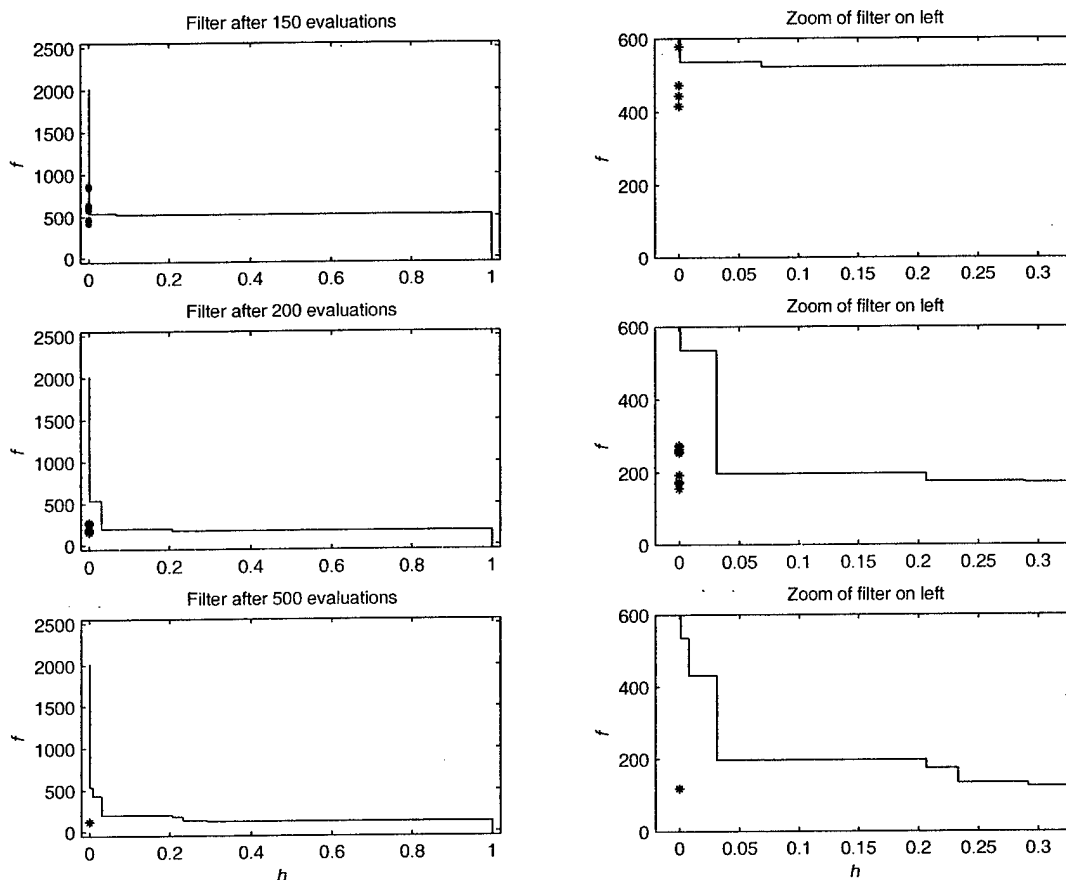 Filter after 150 evaluations
2500
2000
1500
1000
500
0
f
0 0.2 0.4 0.6 0.8 1
Zoom of filter on left
600
400
200
0
f
0 0.05 0.1 0.15 0.2 0.25 0.3
Filter after 200 evaluations
2500
2000
1500
1000
500
0
f
0 0.2 0.4 0.6 0.8 1
Zoom of filter on left
600
400
200
0
f
0 0.05 0.1 0.15 0.2 0.25 0.3
Filter after 500 evaluations
2500
2000
1500
1000
500
0
f
0 0.2 0.4 0.6 0.8 1
h
Zoom of filter on left
600
400
200
0
f
0 0.05 0.1 0.15 0.2 0.25 0.3
h